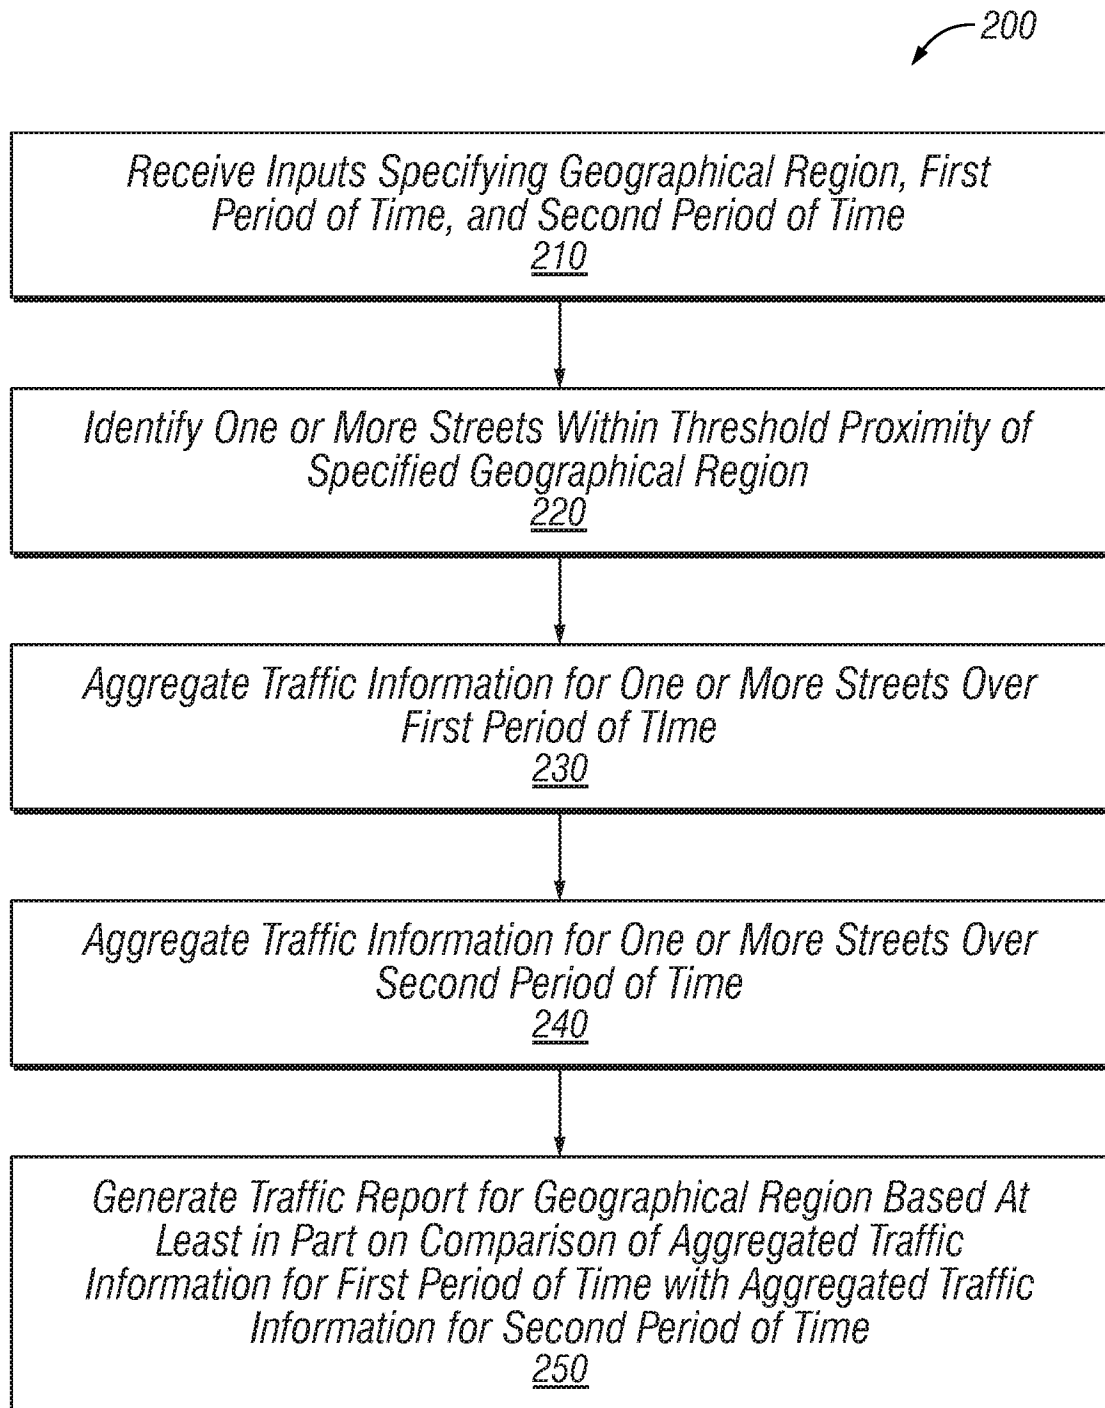 200
Receive Inputs Specifying Geographical Region, First
Period of Time, and Second Period of Time
210
Identify One or More Streets Within Threshold Proximity of
Specified Geographical Region
220
Aggregate Traffic Information for One or More Streets Over
First Period of TIme
230
Aggregate Traffic Information for One or More Streets Over
Second Period of Time
240
Generate Traffic Report for Geographical Region Based At
Least in Part on Comparison of Aggregated Traffic
Information for First Period of Time with Aggregated Traffic
Information for Second Period of Time
250